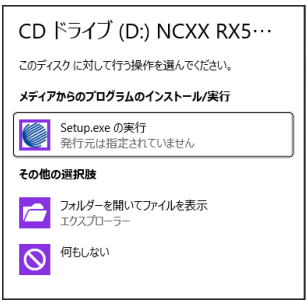 CD ドライブ (D:) NCXX RX5…
このディスクに対して行う操作を選んでください。
メディアからのプログラムのインストール/実行
Setup.exe の実行
発行元は指定されていません
その他の選択肢
フォルダーを開いてファイルを表示
エクスプローラー
何もしない